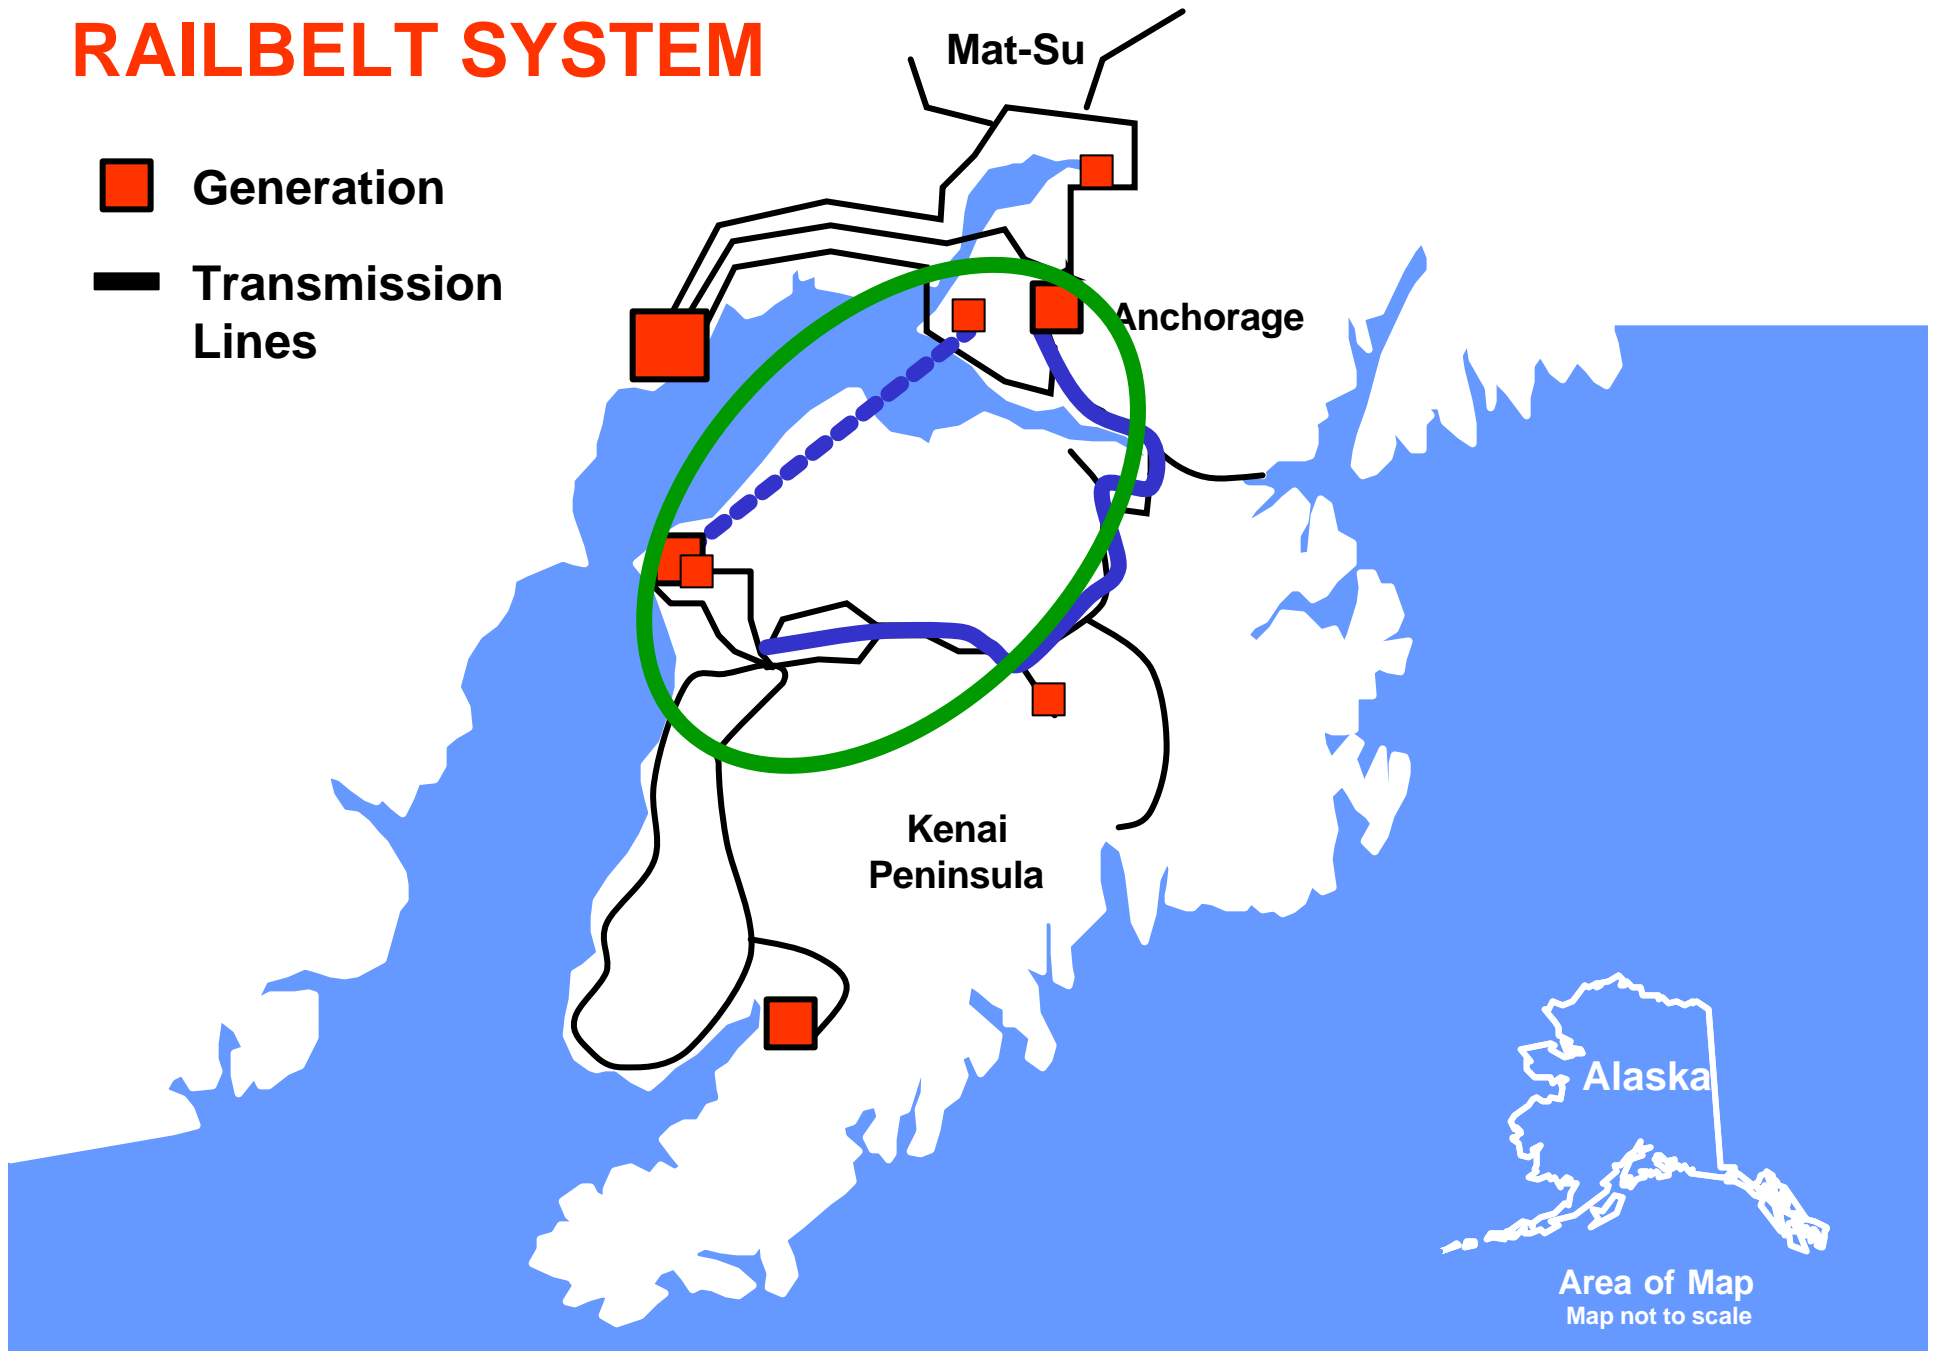 RAILBELT SYSTEM
Mat-Su
Generation
Transmission
Lines
Anchorage
Kenai
Peninsula
Alaska
Area of Map
Map not to scale